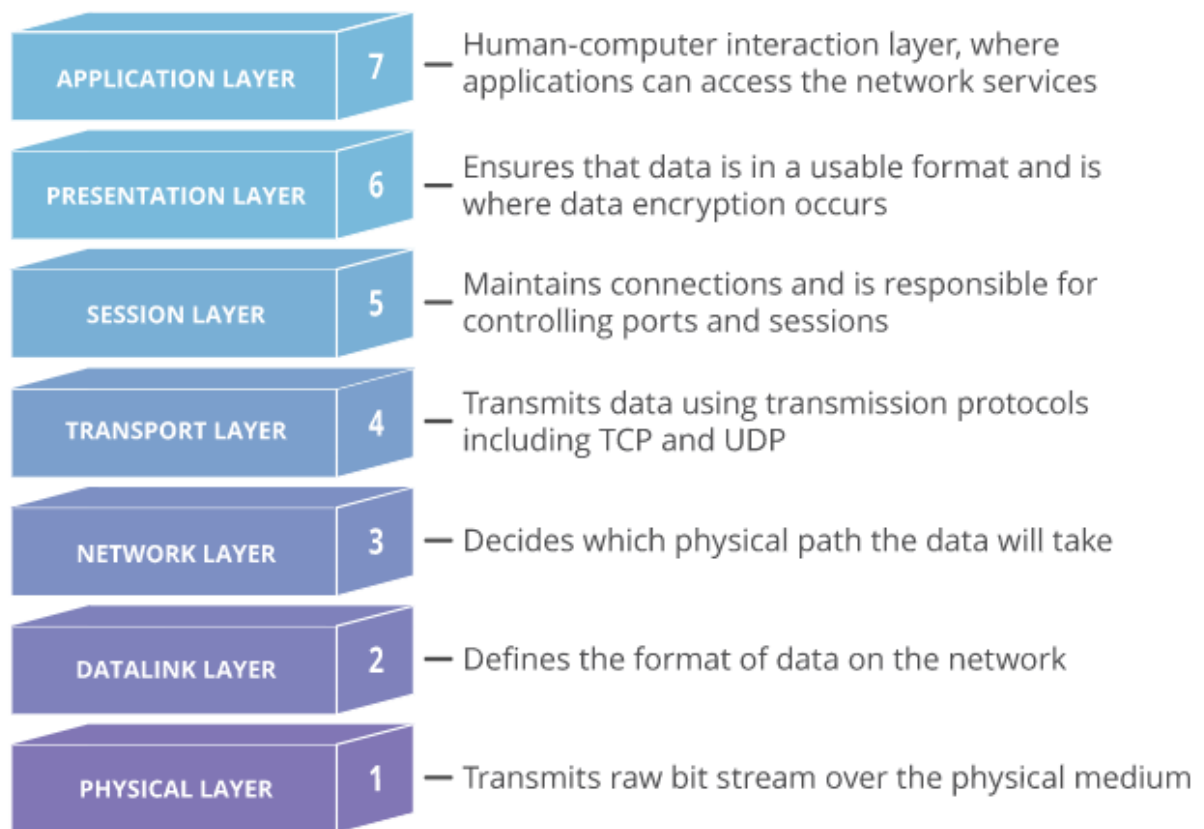 APPLICATION LAYER
7
Human-computer interaction layer, where
applications can access the network services
PRESENTATION LAYER
6
Ensures that data is in a usable format and is
where data encryption occurs
SESSION LAYER
5
Maintains connections and is responsible for
controlling ports and sessions
TRANSPORT LAYER
4
Transmits data using transmission protocols
including TCP and UDP
NETWORK LAYER
3
Decides which physical path the data will take
DATALINK LAYER
2
Defines the format of data on the network
PHYSICAL LAYER
1
Transmits raw bit stream over the physical medium